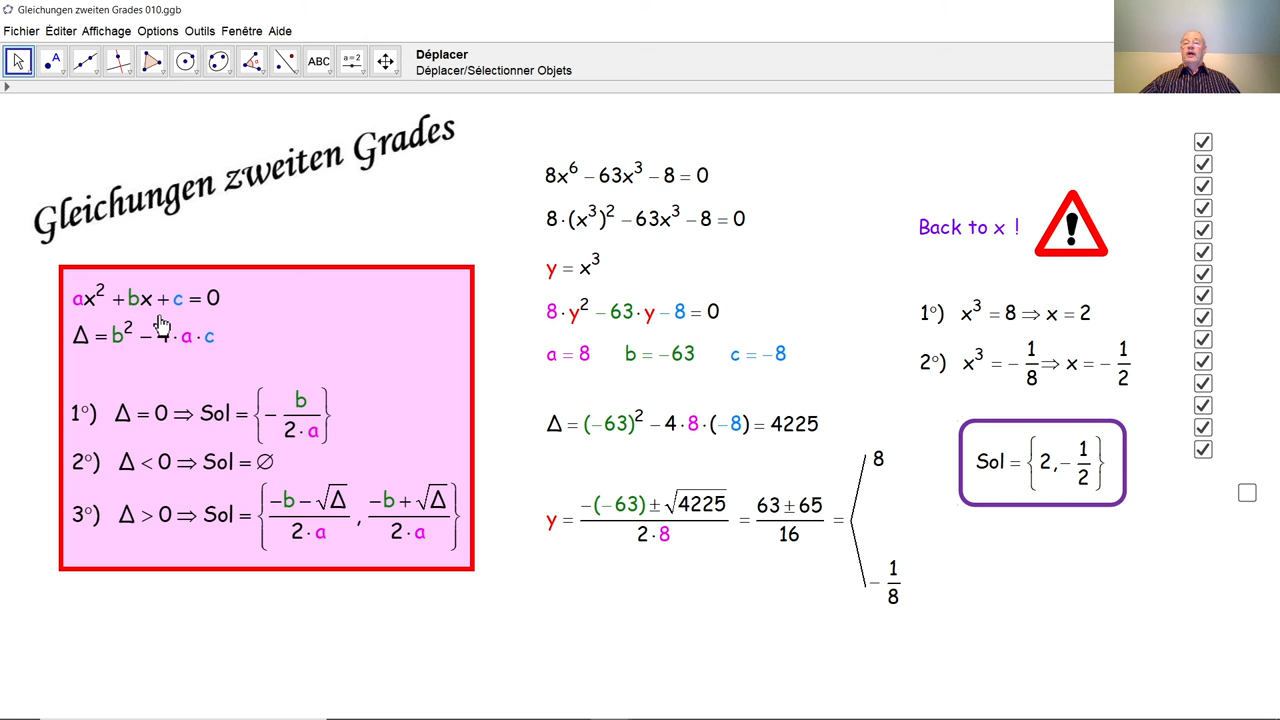 Gleichungen zweiten Grades 010.ggb
Fichier Éditer Affichage Options Outils Fenêtre Aide
ABC a=2
Déplacer
Déplacer/Sélectionner Objets
Gleichungen zweiten Grades
ax² + bx + c = 0
Δ = b² − 4 · a · c
1°) Δ = 0 ⇒ Sol = {− b/(2 · a)}
2°) Δ < 0 ⇒ Sol = ∅
3°) Δ > 0 ⇒ Sol = {(−b − √Δ)/(2 · a), (−b + √Δ)/(2 · a)}
8x⁶ − 63x³ − 8 = 0
8 · (x³)² − 63x³ − 8 = 0
y = x³
8 · y² − 63 · y − 8 = 0
a = 8 b = −63 c = −8
Δ = (−63)² − 4 · 8 · (−8) = 4225
y = (−(−63) ± √4225)/(2 · 8) = (63 ± 65)/16 =
8
− 1/8
Back to x ! !
1°) x³ = 8 ⇒ x = 2
2°) x³ = − 1/8 ⇒ x = − 1/2
Sol = {2, − 1/2}